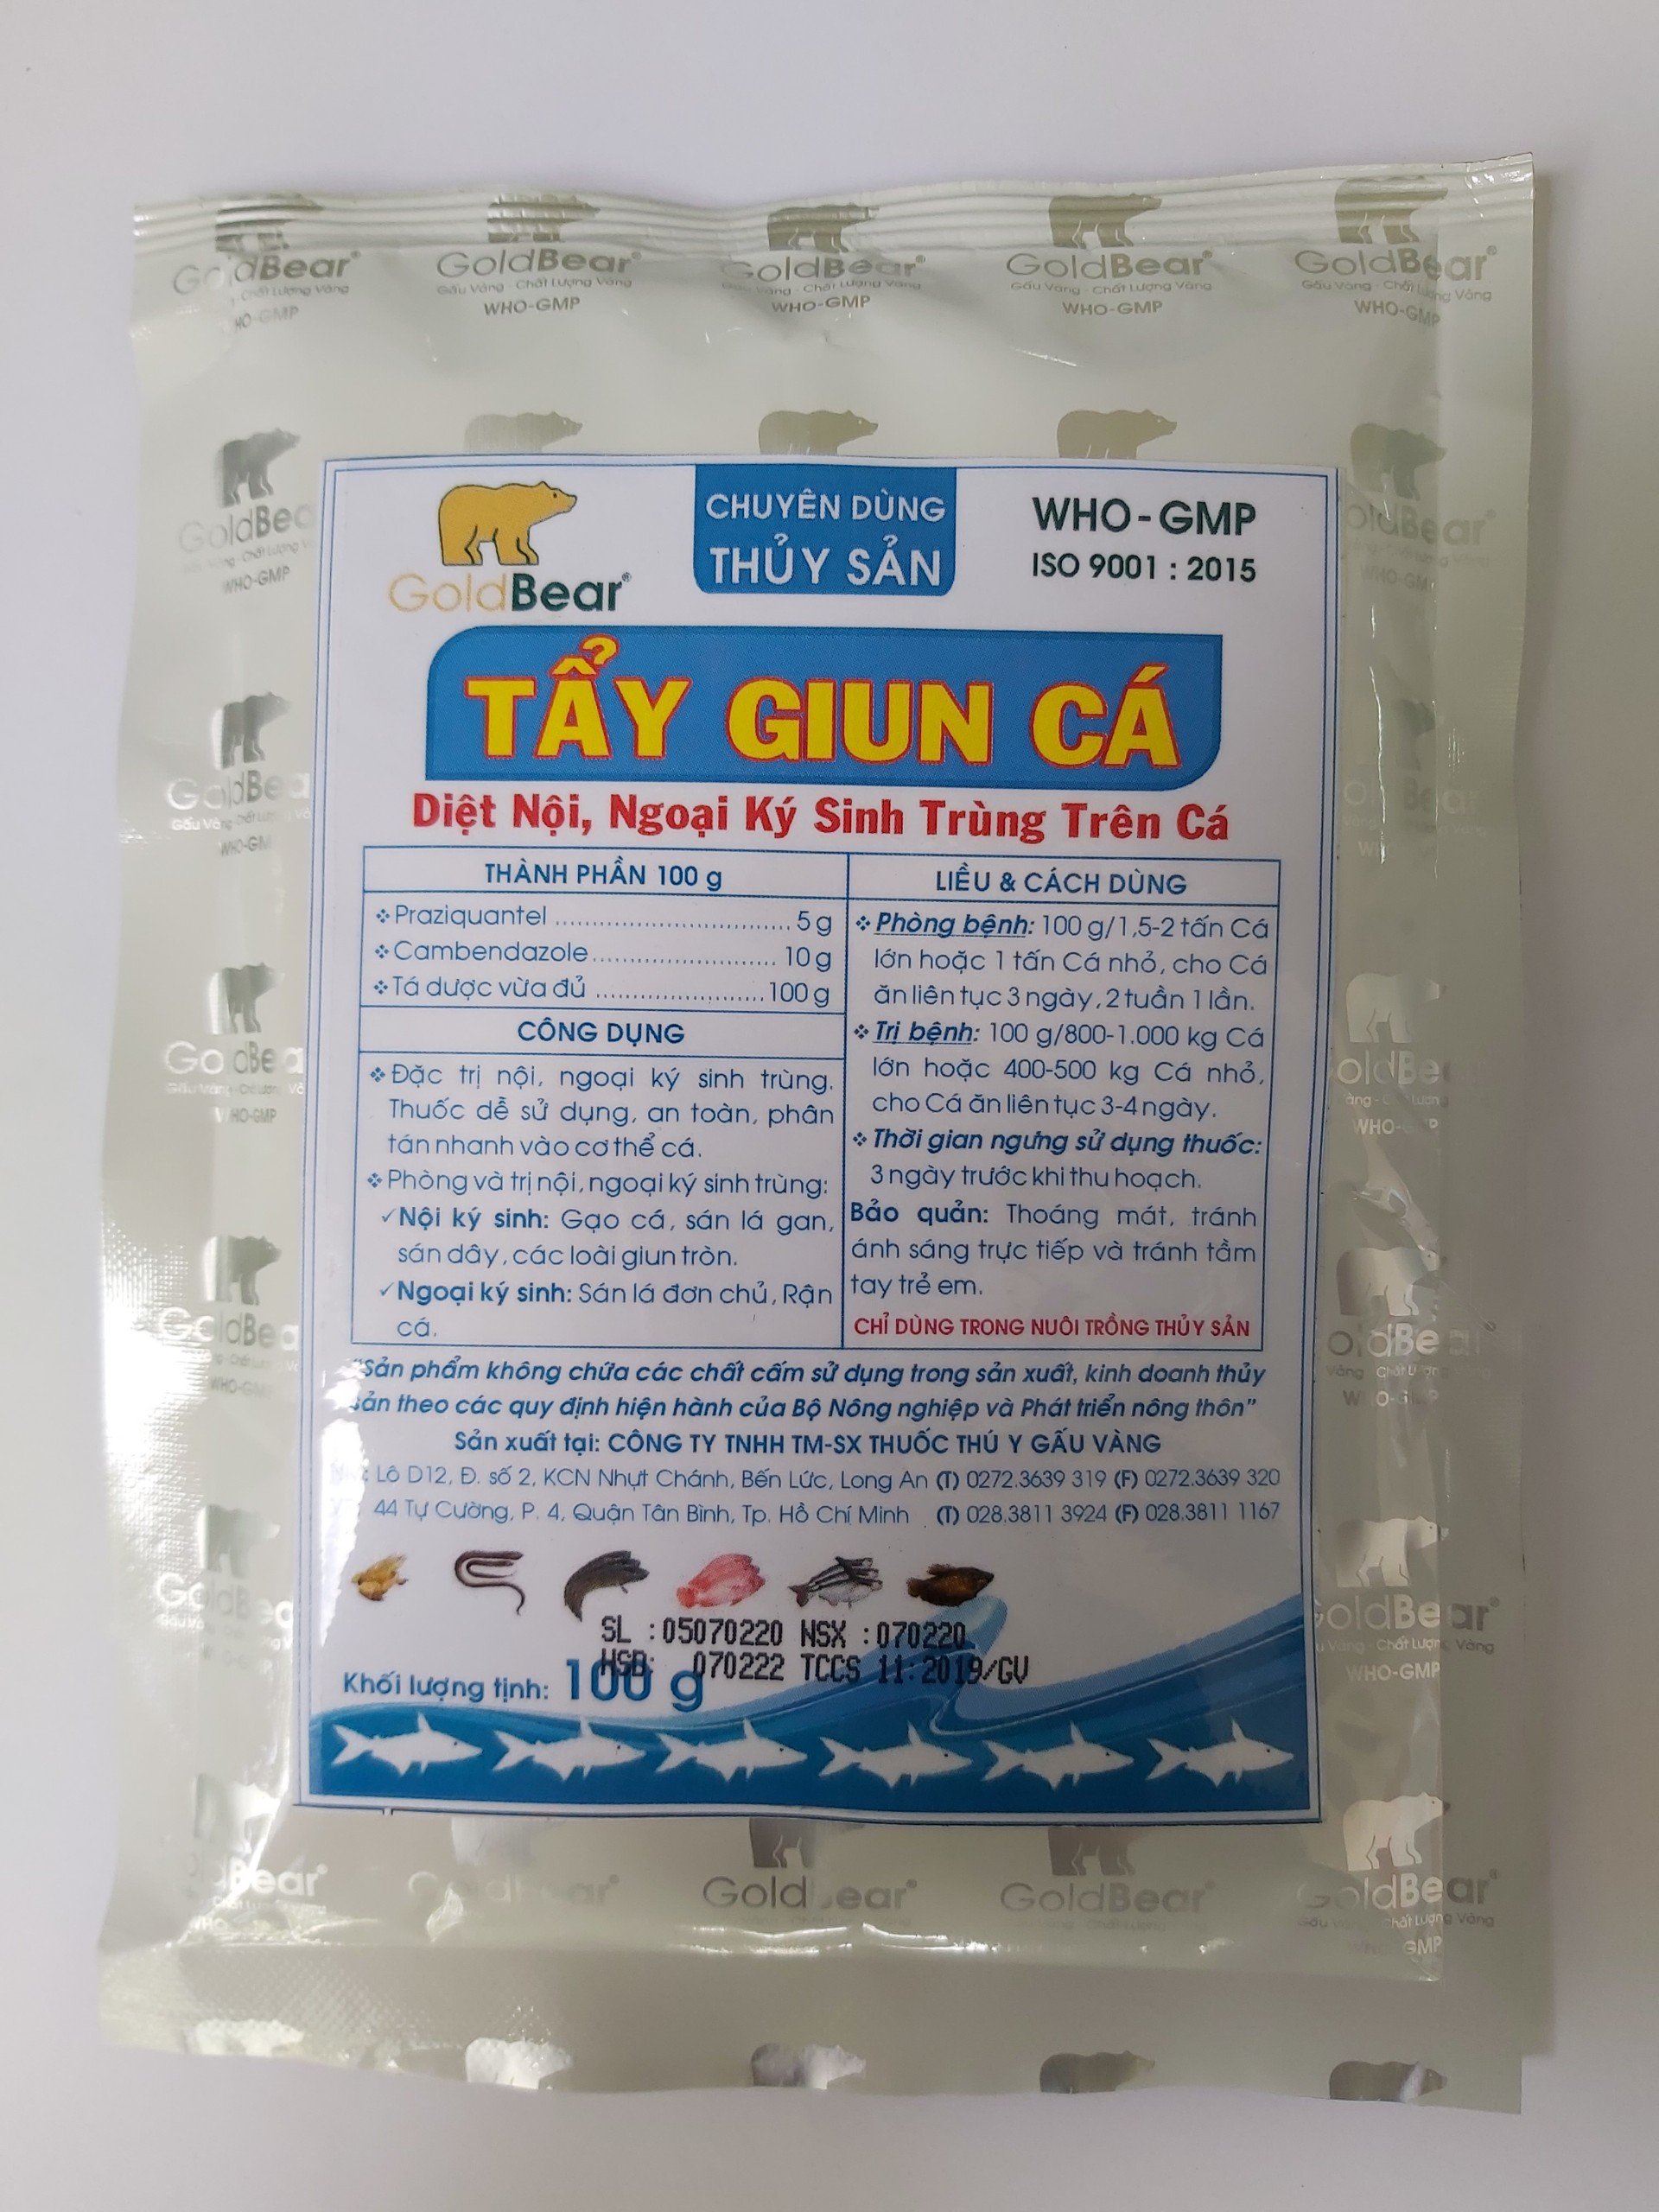 GoldBear®
Gấu Vàng - Chất Lượng Vàng
WHO-GMP
GoldBear®
CHUYÊN DÙNG
THỦY SẢN
WHO-GMP
ISO 9001 : 2015
TẨY GIUN CÁ
Diệt Nội, Ngoại Ký Sinh Trùng Trên Cá
THÀNH PHẦN 100 g
❖ Praziquantel .............................. 5 g
❖ Cambendazole ........................... 10 g
❖ Tá dược vừa đủ ........................ 100 g
CÔNG DỤNG
❖ Đặc trị nội, ngoại ký sinh trùng.
Thuốc dễ sử dụng, an toàn, phân
tán nhanh vào cơ thể cá.
❖ Phòng và trị nội, ngoại ký sinh trùng:
✓ Nội ký sinh: Gạo cá, sán lá gan,
sán dây, các loài giun tròn.
✓ Ngoại ký sinh: Sán lá đơn chủ, Rận
cá.
LIỀU & CÁCH DÙNG
❖ Phòng bệnh: 100 g/1,5-2 tấn Cá
lớn hoặc 1 tấn Cá nhỏ, cho Cá
ăn liên tục 3 ngày, 2 tuần 1 lần.
❖ Trị bệnh: 100 g/800-1.000 kg Cá
lớn hoặc 400-500 kg Cá nhỏ,
cho Cá ăn liên tục 3-4 ngày.
❖ Thời gian ngưng sử dụng thuốc:
3 ngày trước khi thu hoạch.
Bảo quản: Thoáng mát, tránh
ánh sáng trực tiếp và tránh tầm
tay trẻ em.
CHỈ DÙNG TRONG NUÔI TRỒNG THỦY SẢN
"Sản phẩm không chứa các chất cấm sử dụng trong sản xuất, kinh doanh thủy
sản theo các quy định hiện hành của Bộ Nông nghiệp và Phát triển nông thôn"
Sản xuất tại: CÔNG TY TNHH TM-SX THUỐC THÚ Y GẤU VÀNG
Lô D12, Đ. số 2, KCN Nhựt Chánh, Bến Lức, Long An (T) 0272.3639 319 (F) 0272.3639 320
44 Tự Cường, P. 4, Quận Tân Bình, Tp. Hồ Chí Minh (T) 028.3811 3924 (F) 028.3811 1167
SL :05070220 NSX :070220
HSD: 070222 TCCS 11:2019/GV
Khối lượng tịnh: 100 g